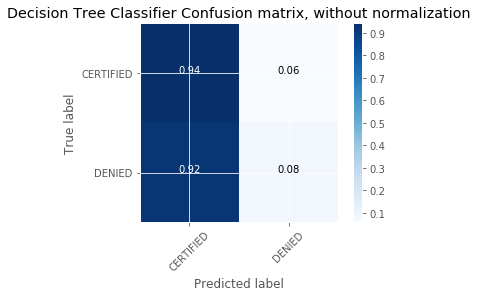 Decision Tree Classifier Confusion matrix, without normalization
True label
CERTIFIED
DENIED
0.94
0.06
0.92
0.08
CERTIFIED
DENIED
Predicted label
0.9
0.8
0.7
0.6
0.5
0.4
0.3
0.2
0.1